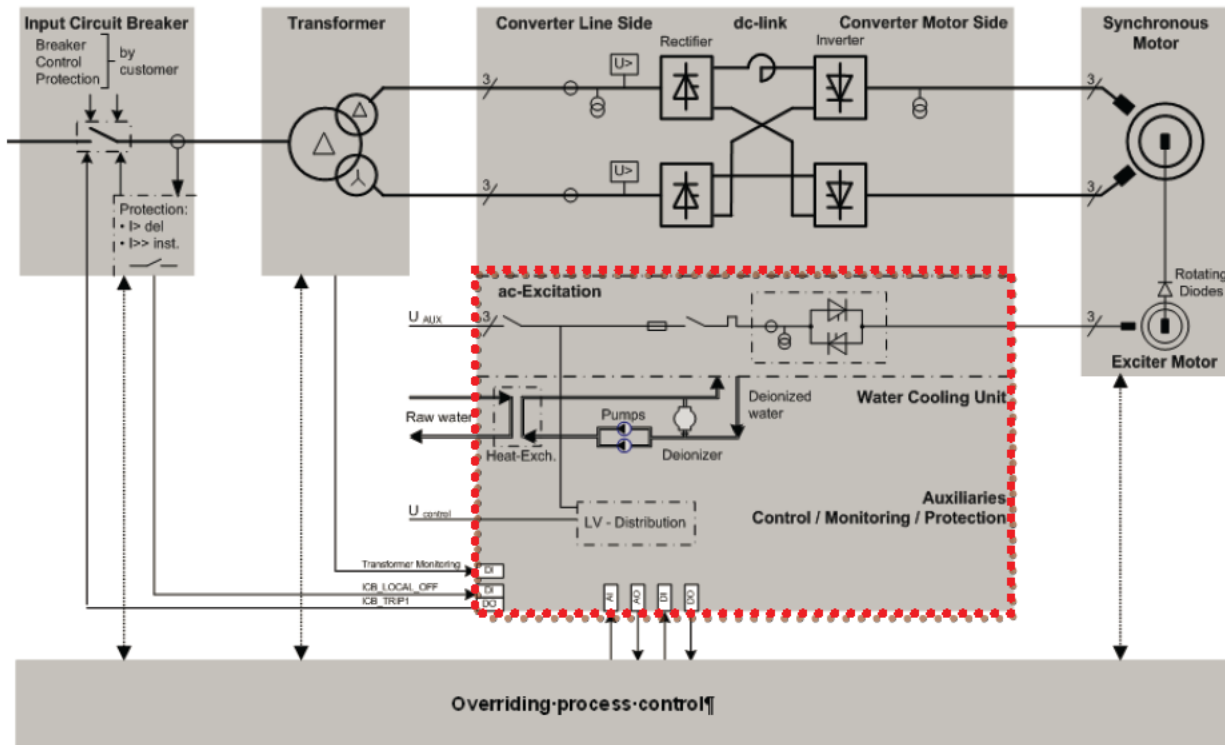 Input Circuit Breaker
Breaker
Control
Protection
by
customer
Protection:
• I> del
• I>> inst.
Transformer
Δ
Δ
Converter Line Side
dc-link
Converter Motor Side
Rectifier
Inverter
U>
U>
3
3
3
3
Synchronous
Motor
Rotating
Diodes
3
Exciter Motor
ac-Excitation
U AUX
3
Water Cooling Unit
Raw water
Heat-Exch.
Pumps
Deionizer
Deionized
water
Auxiliaries
Control / Monitoring / Protection
U control
LV - Distribution
Transformer Monitoring
DI
ICB_LOCAL_OFF
DI
ICB_TRIP1
DO
AI
AO
DI
DO
Overriding·process·control¶